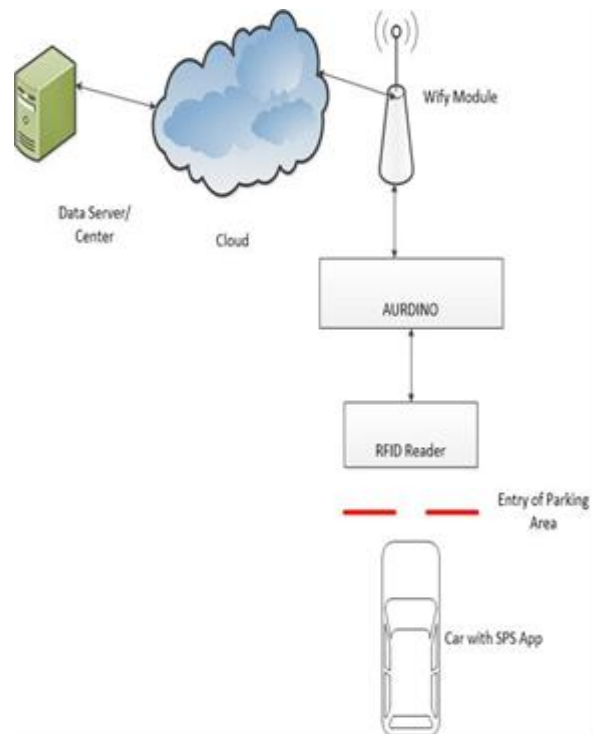 Wify Module
Data Server/
Center
Cloud
AURDINO
RFID Reader
Entry of Parking
Area
Car with SPS App